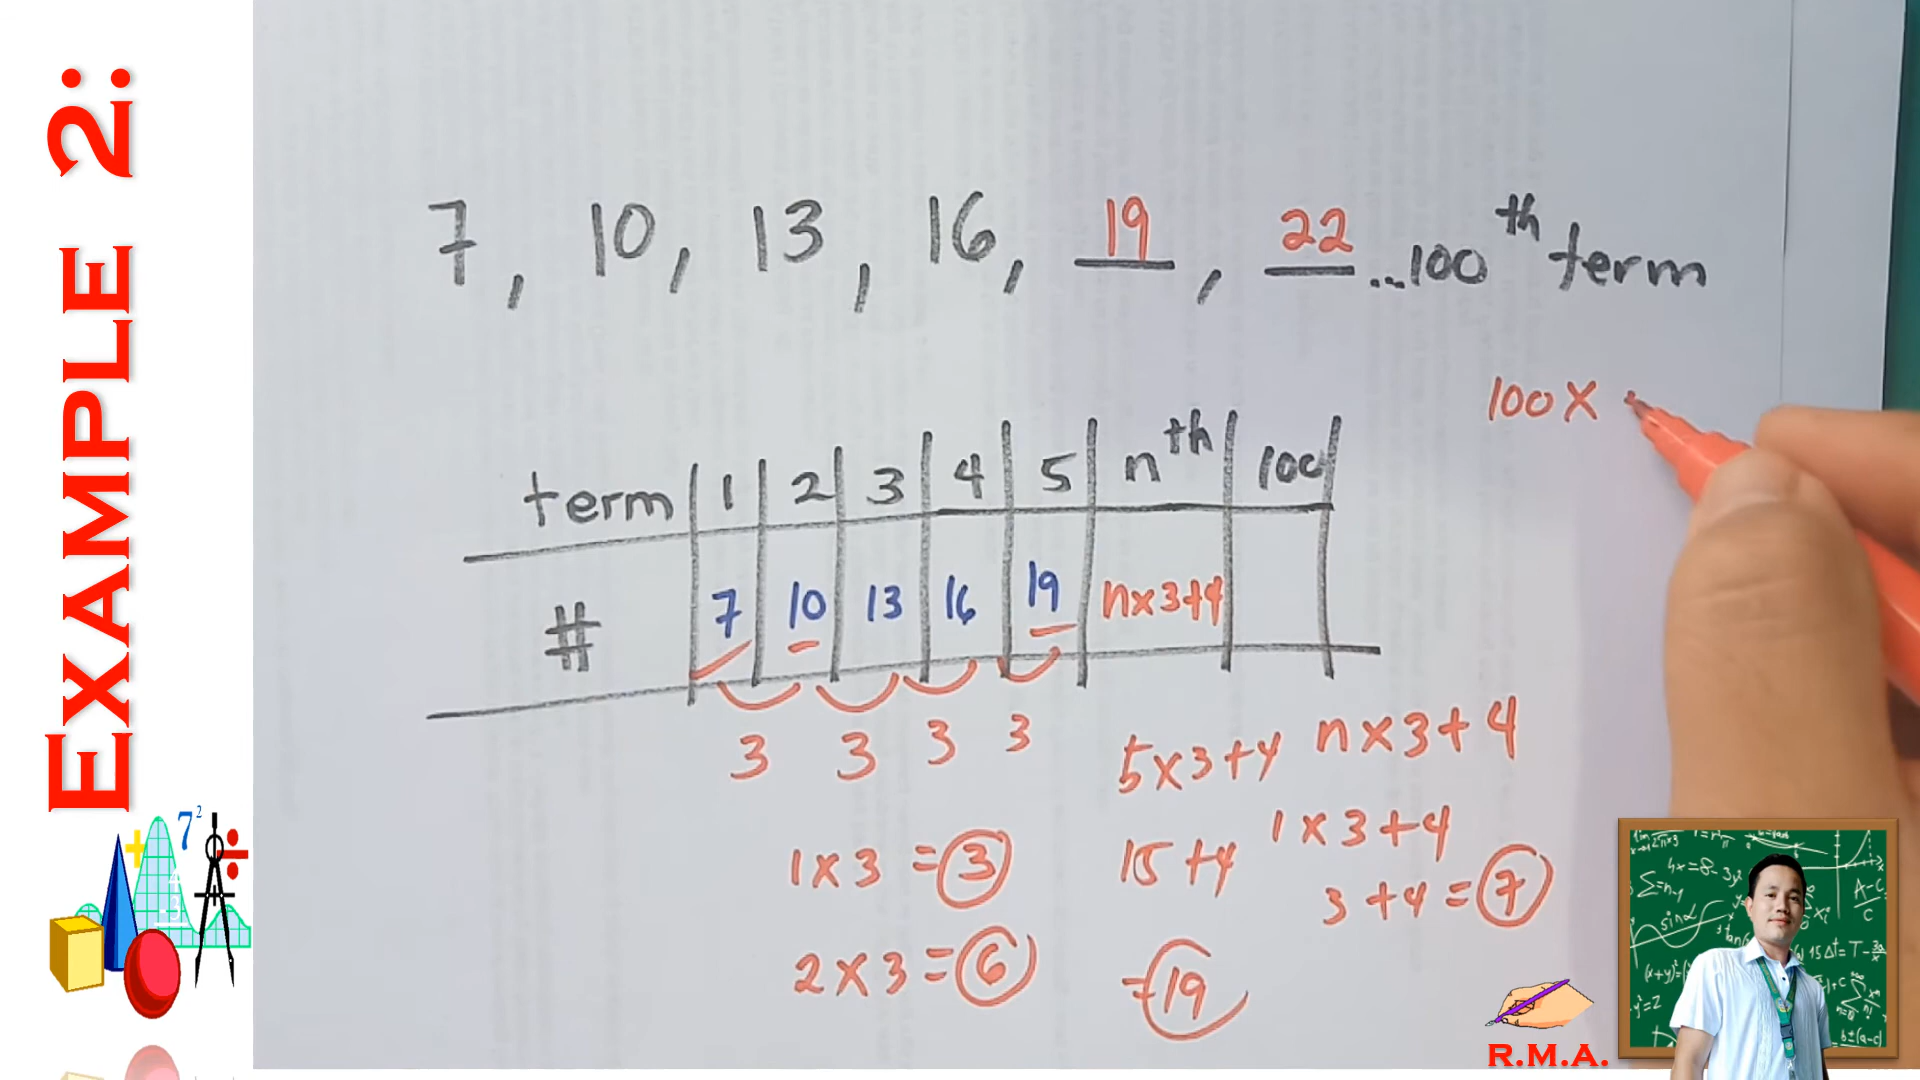 EXAMPLE 2:
7, 10, 13, 16, 19, 22 ...100th term
100 x
term 1 2 3 4 5 nth 100
# 7 10 13 16 19 nx3+4
3 3 3 3
5x3+4 nx3+4
1x3 =3 15+4 1x3+4
3+4=7
2x3=6 =19
R.M.A.